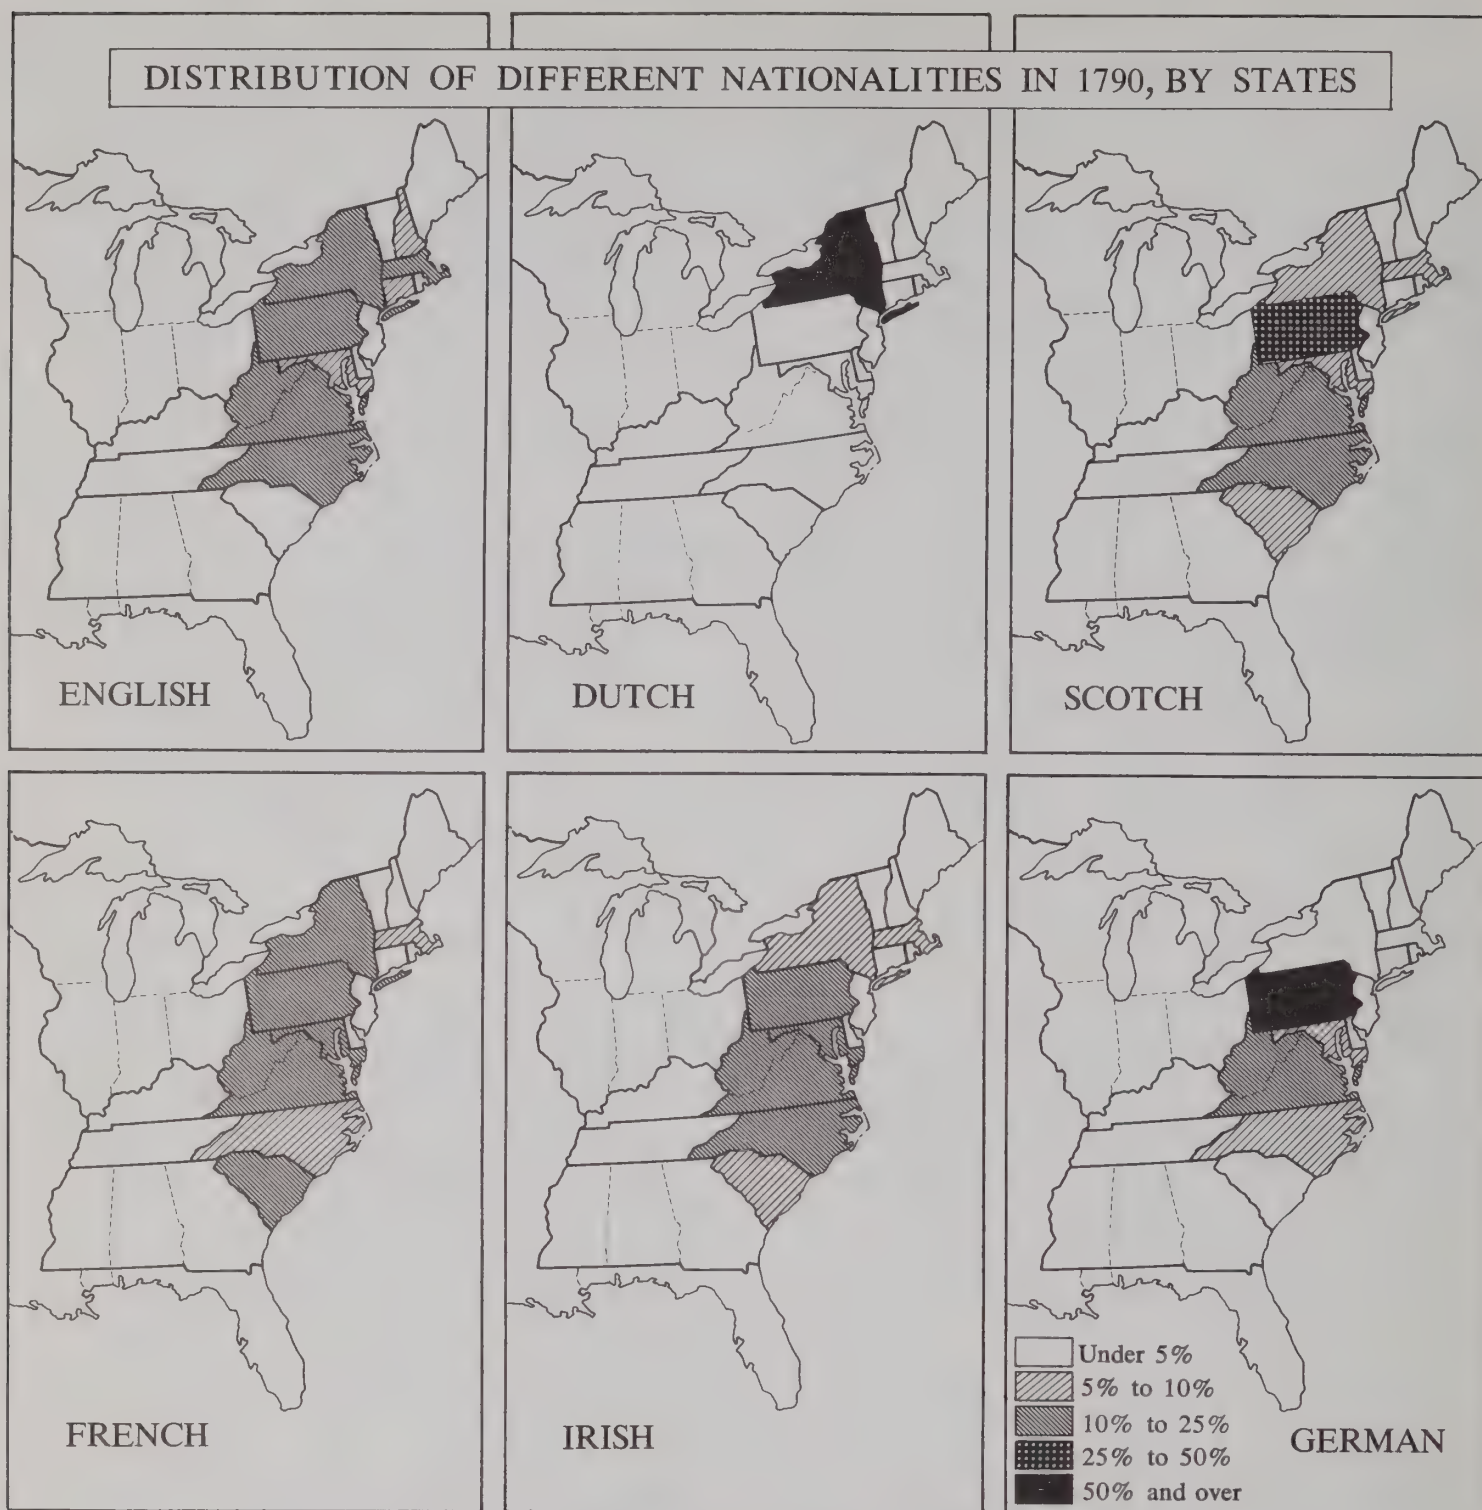 DISTRIBUTION OF DIFFERENT NATIONALITIES IN 1790, BY STATES
ENGLISH
DUTCH
SCOTCH
FRENCH
IRISH
GERMAN
Under 5%
5% to 10%
10% to 25%
25% to 50%
50% and over